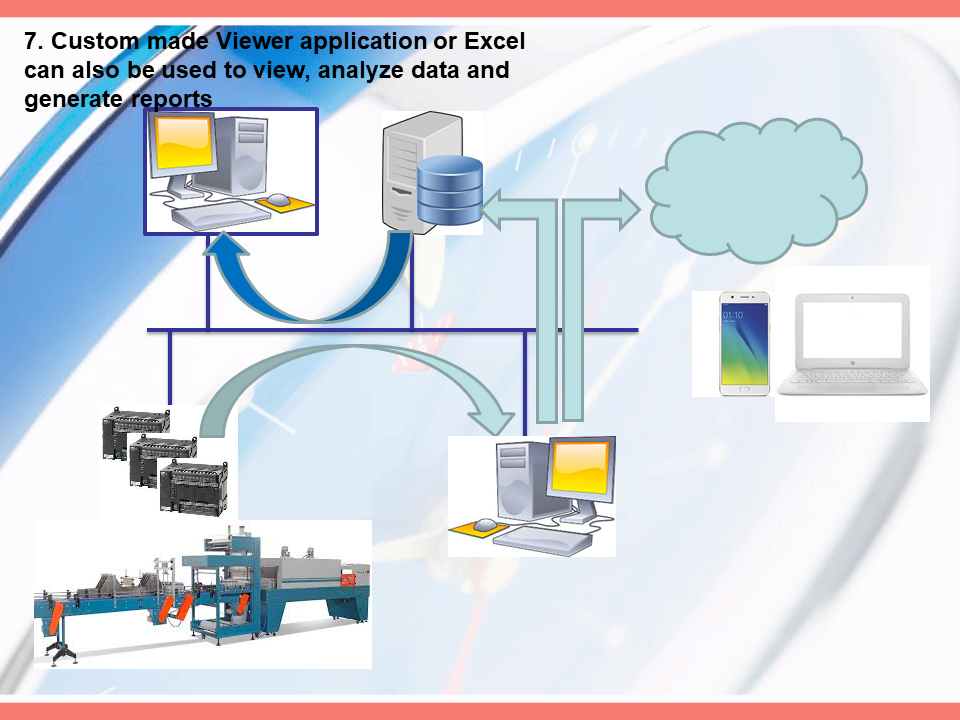 7. Custom made Viewer application or Excel
can also be used to view, analyze data and
generate reports
01:10